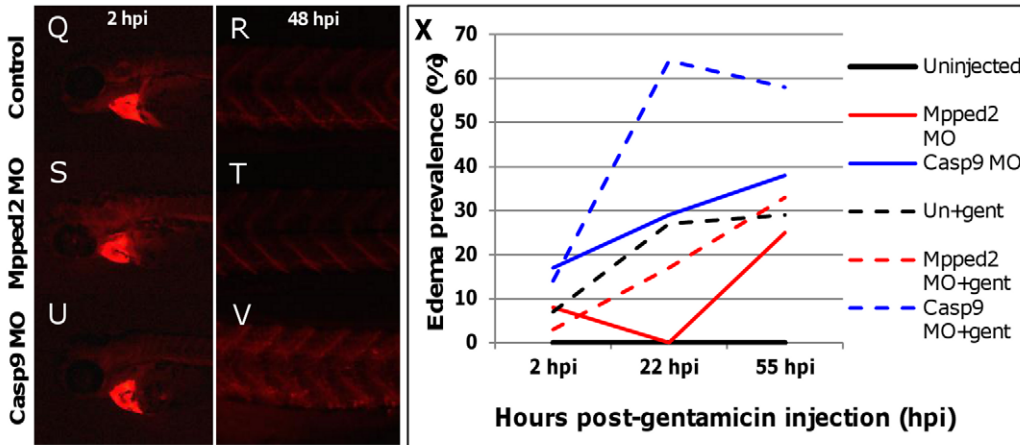 2 hpi
48 hpi
Control
Q
R
Mpped2 MO
S
T
Casp9 MO
U
V
X
Edema prevalence (%)
70
60
50
40
30
20
10
0
2 hpi
22 hpi
55 hpi
Hours post-gentamicin injection (hpi)
Uninjected
Mpped2
MO
Casp9 MO
Un+gent
Mpped2
MO+gent
Casp9
MO+gent